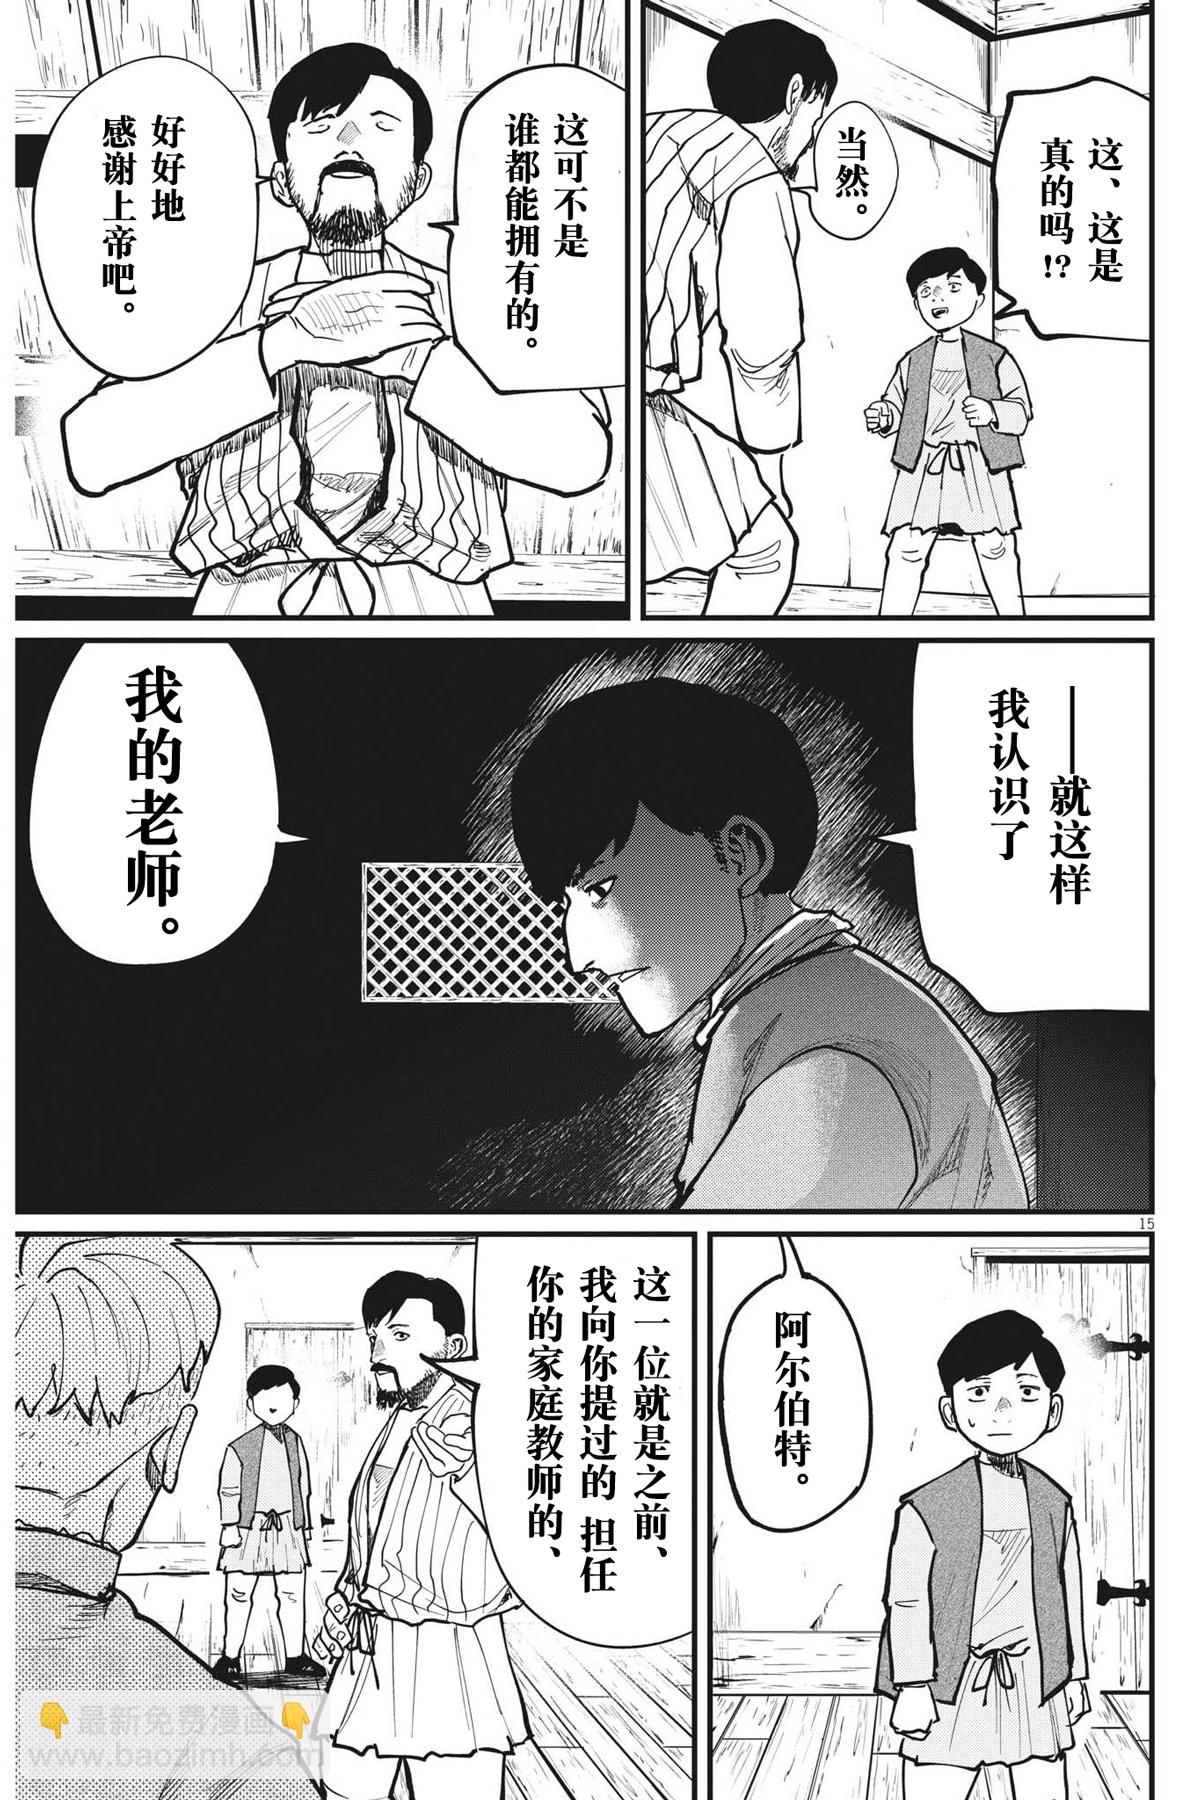 这、这是
真的吗!?
当然。
这可不是
谁都能拥有的。
好好地
感谢上帝吧。
——就这样
我认识了
我的老师。
15
阿尔伯特。
这一位就是之前、
我向你提过的 担任
你的家庭教师的、
👇最新免费漫画👇
www.baozimh.com